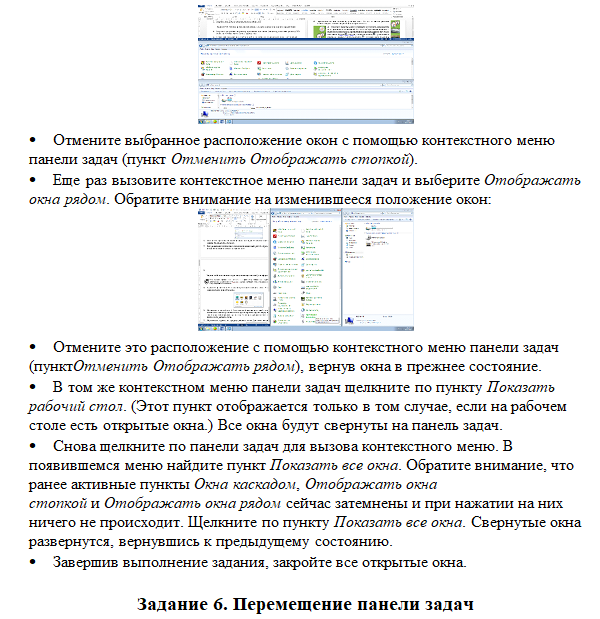 • Отмените выбранное расположение окон с помощью контекстного меню
панели задач (пункт Отменить Отображать стопкой).
• Еще раз вызовите контекстное меню панели задач и выберите Отображать
окна рядом. Обратите внимание на изменившееся положение окон:
• Отмените это расположение с помощью контекстного меню панели задач
(пунктОтменить Отображать рядом), вернув окна в прежнее состояние.
• В том же контекстном меню панели задач щелкните по пункту Показать
рабочий стол. (Этот пункт отображается только в том случае, если на рабочем
столе есть открытые окна.) Все окна будут свернуты на панель задач.
• Снова щелкните по панели задач для вызова контекстного меню. В
появившемся меню найдите пункт Показать все окна. Обратите внимание, что
ранее активные пункты Окна каскадом, Отображать окна
стопкой и Отображать окна рядом сейчас затемнены и при нажатии на них
ничего не происходит. Щелкните по пункту Показать все окна. Свернутые окна
развернутся, вернувшись к предыдущему состоянию.
• Завершив выполнение задания, закройте все открытые окна.
Задание 6. Перемещение панели задач